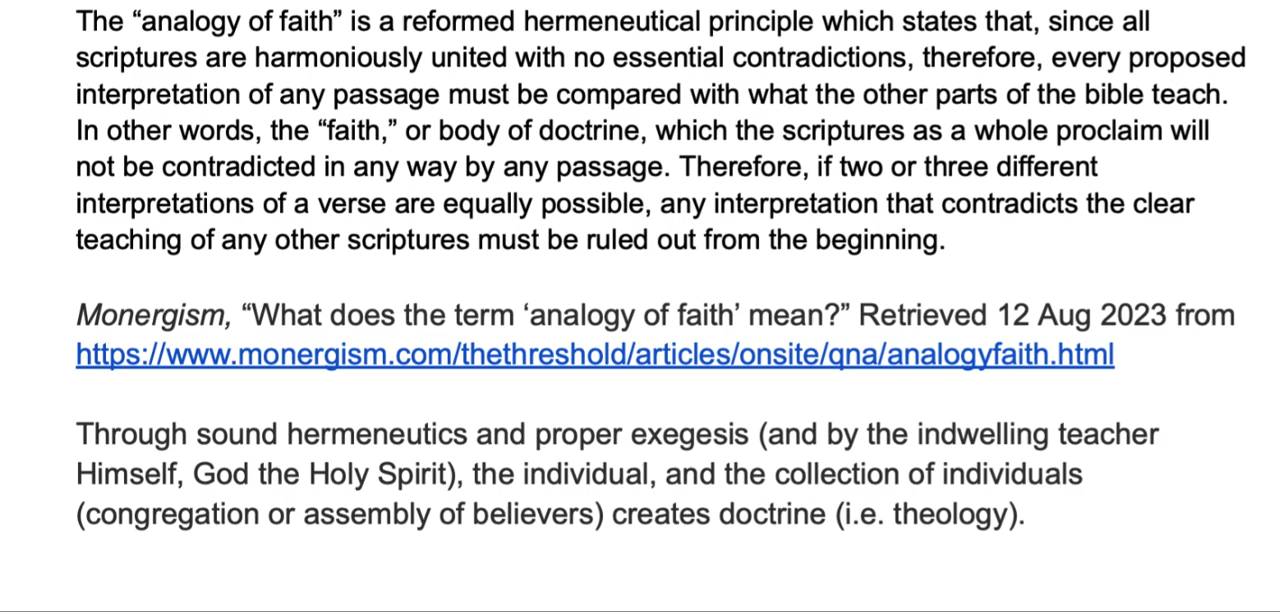 The “analogy of faith” is a reformed hermeneutical principle which states that, since all
scriptures are harmoniously united with no essential contradictions, therefore, every proposed
interpretation of any passage must be compared with what the other parts of the bible teach.
In other words, the “faith,” or body of doctrine, which the scriptures as a whole proclaim will
not be contradicted in any way by any passage. Therefore, if two or three different
interpretations of a verse are equally possible, any interpretation that contradicts the clear
teaching of any other scriptures must be ruled out from the beginning.
Monergism, “What does the term ‘analogy of faith’ mean?” Retrieved 12 Aug 2023 from
https://www.monergism.com/thethreshold/articles/onsite/qna/analogyfaith.html
Through sound hermeneutics and proper exegesis (and by the indwelling teacher
Himself, God the Holy Spirit), the individual, and the collection of individuals
(congregation or assembly of believers) creates doctrine (i.e. theology).